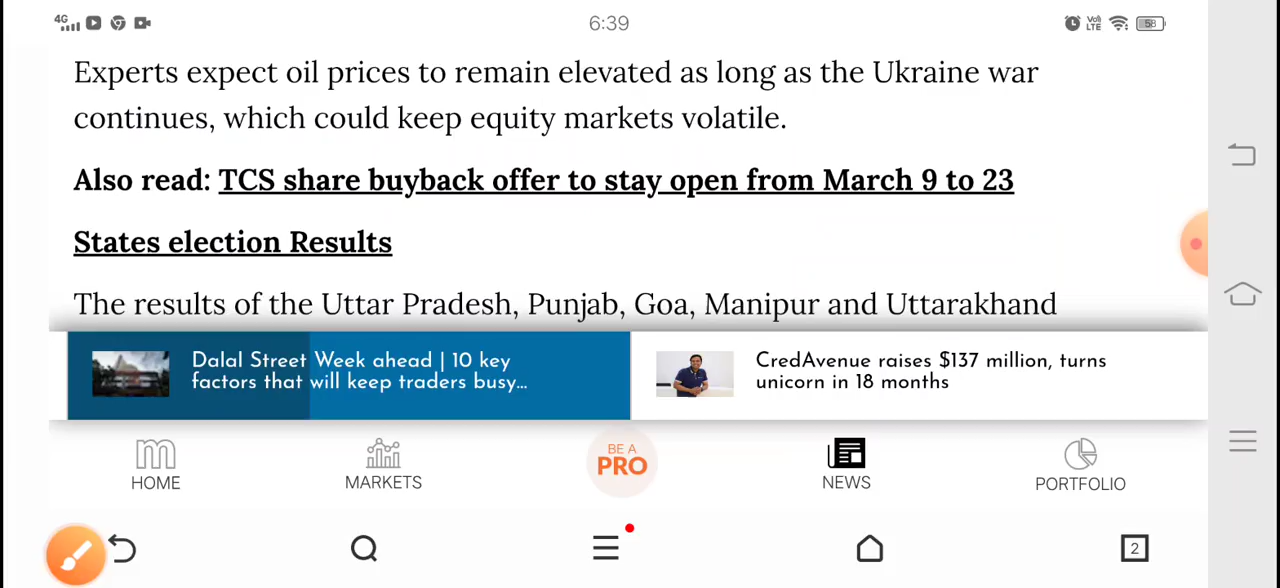 4G 6:39 Vo) LTE 58
Experts expect oil prices to remain elevated as long as the Ukraine war
continues, which could keep equity markets volatile.
Also read: TCS share buyback offer to stay open from March 9 to 23
States election Results
The results of the Uttar Pradesh, Punjab, Goa, Manipur and Uttarakhand
Dalal Street Week ahead | 10 key
factors that will keep traders busy...
CredAvenue raises $137 million, turns
unicorn in 18 months
m
HOME
MARKETS
BE A
PRO
NEWS
PORTFOLIO
2